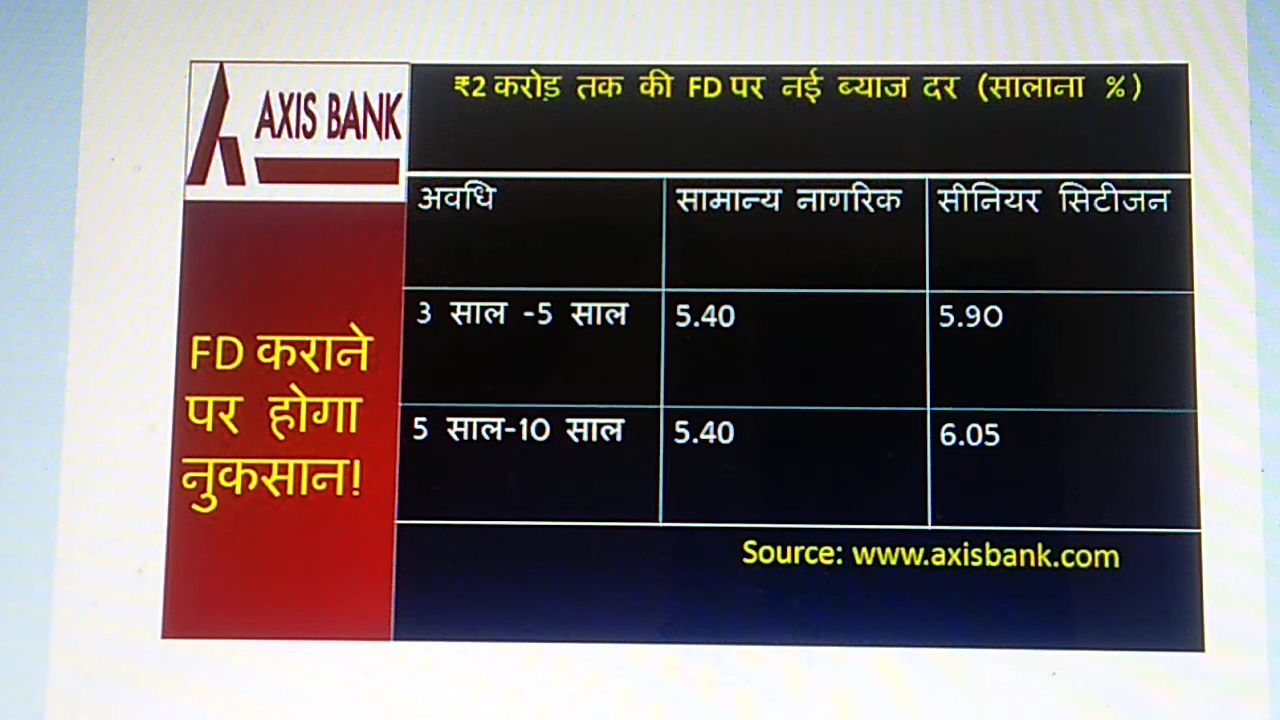 AXIS BANK
₹2 करोड़ तक की FD पर नई ब्याज दर (सालाना %)
अवधि सामान्य नागरिक सीनियर सिटीजन
3 साल -5 साल 5.40 5.90
5 साल-10 साल 5.40 6.05
FD कराने
पर होगा
नुकसान!
Source: www.axisbank.com